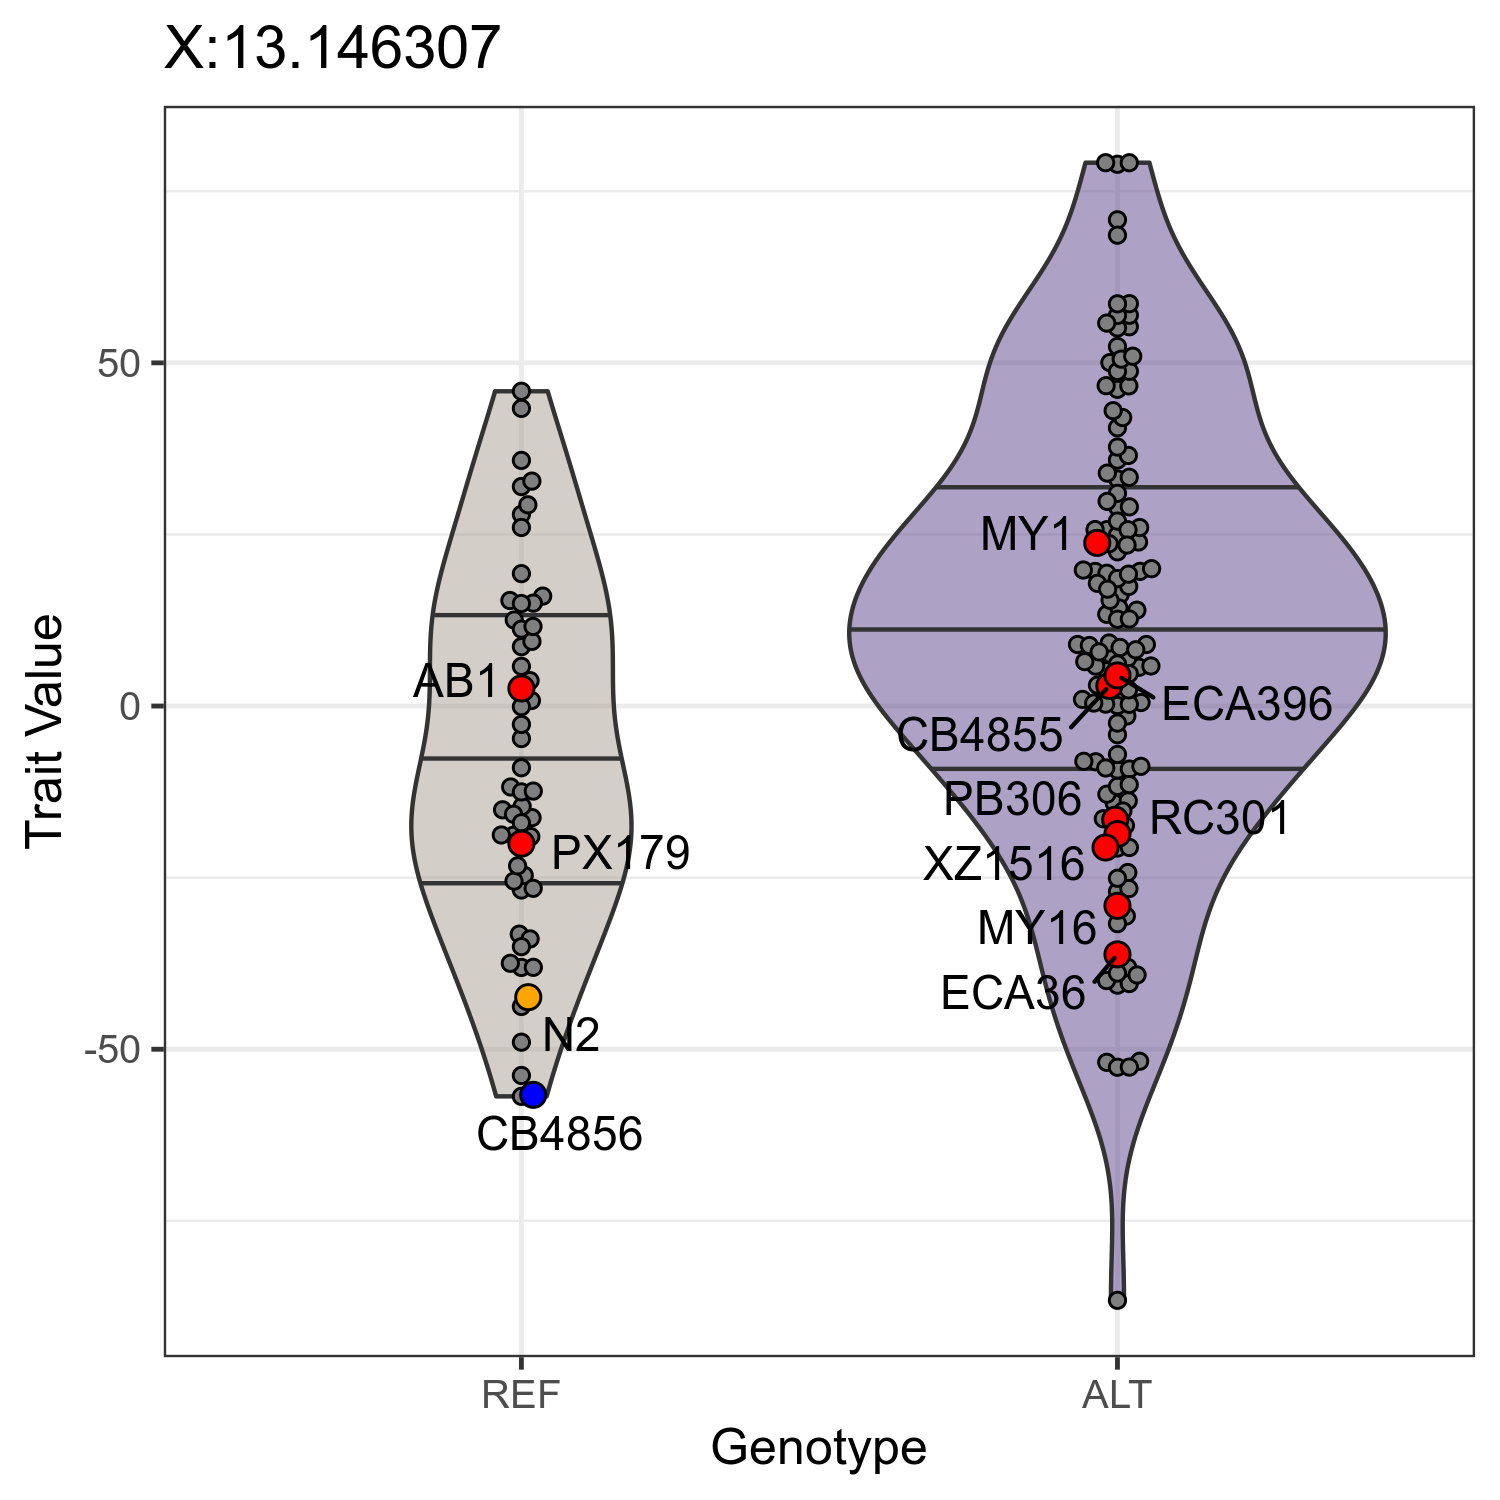 X:13.146307
Trait Value
50
0
-50
MY1
AB1
ECA396
CB4855
PB306
RC301
PX179
XZ1516
MY16
ECA36
N2
CB4856
REF
ALT
Genotype